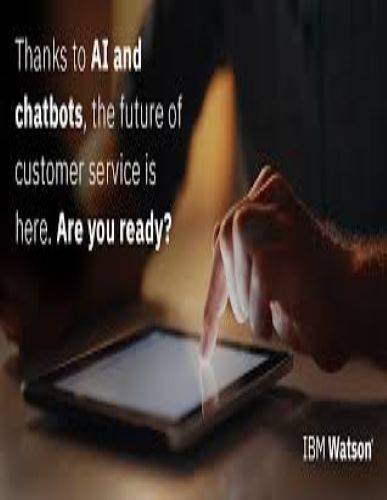 Thanks to AI and
chatbots, the future of
customer service is
here. Are you ready?
IBM Watson